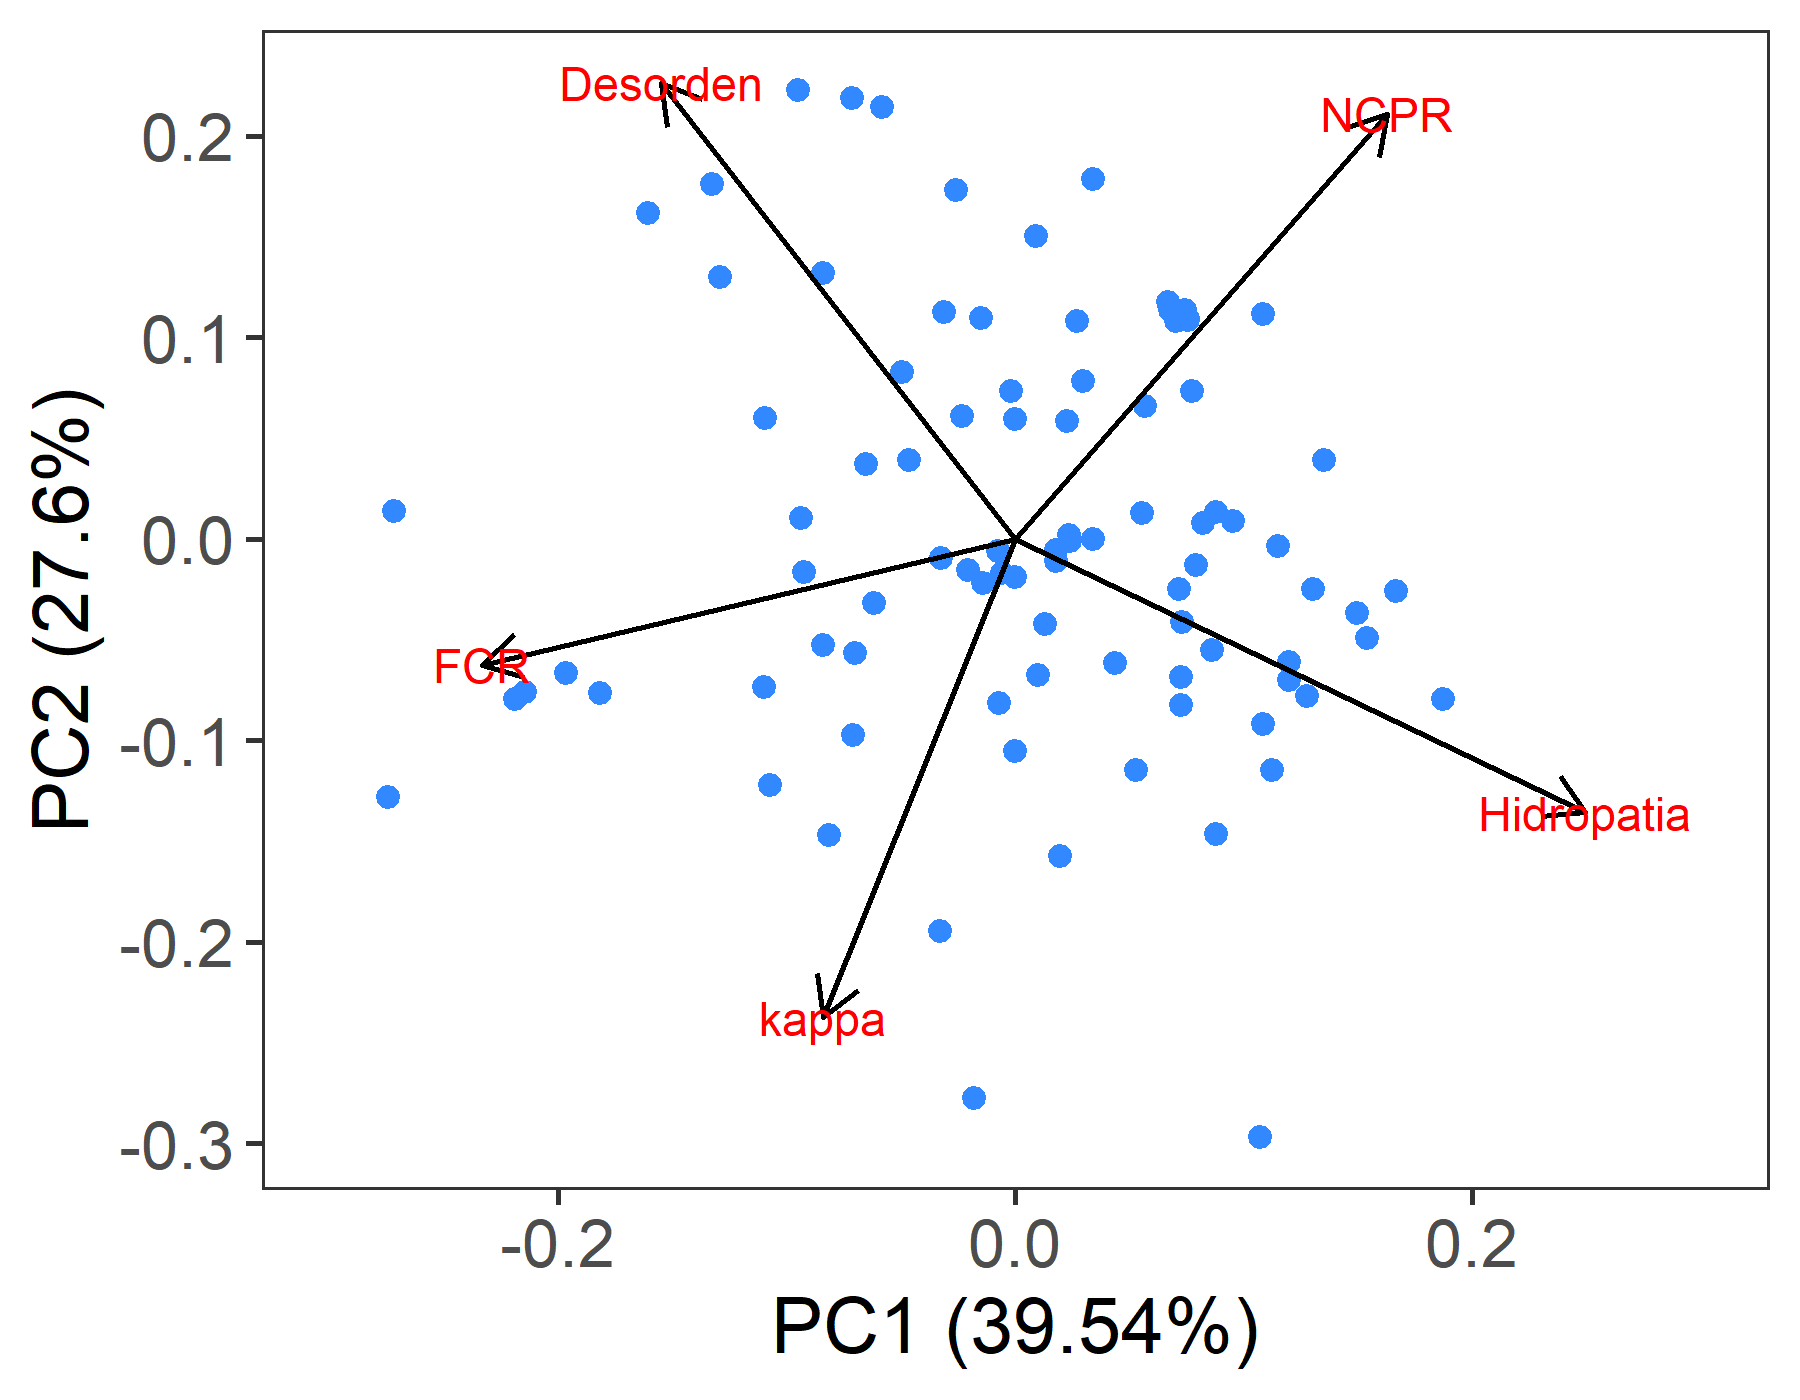 Desorden
NCPR
FCR
Hidropatia
kappa
0.2
0.1
0.0
-0.1
-0.2
-0.3
PC2 (27.6%)
-0.2
0.0
0.2
PC1 (39.54%)